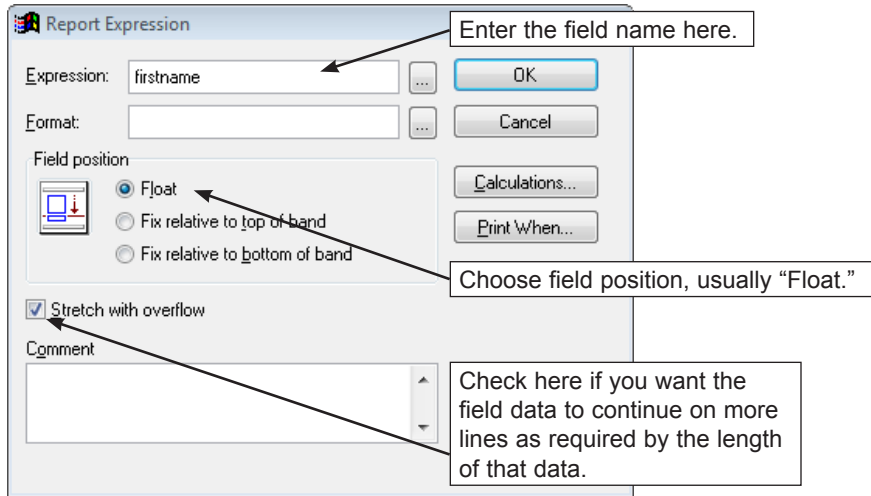 Report Expression
Enter the field name here.
Expression: firstname ... OK
Format: ... Cancel
Field position
Float
Fix relative to top of band
Fix relative to bottom of band
Calculations...
Print When...
Choose field position, usually “Float.”
Stretch with overflow
Comment
Check here if you want the
field data to continue on more
lines as required by the length
of that data.